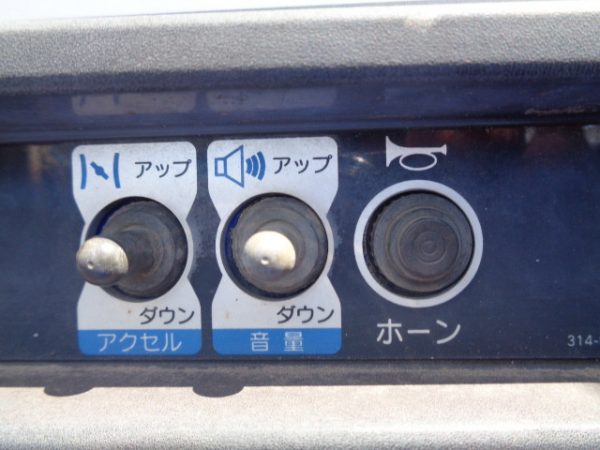 アップ
ダウン
アクセル
アップ
ダウン
音量
ホーン
314-